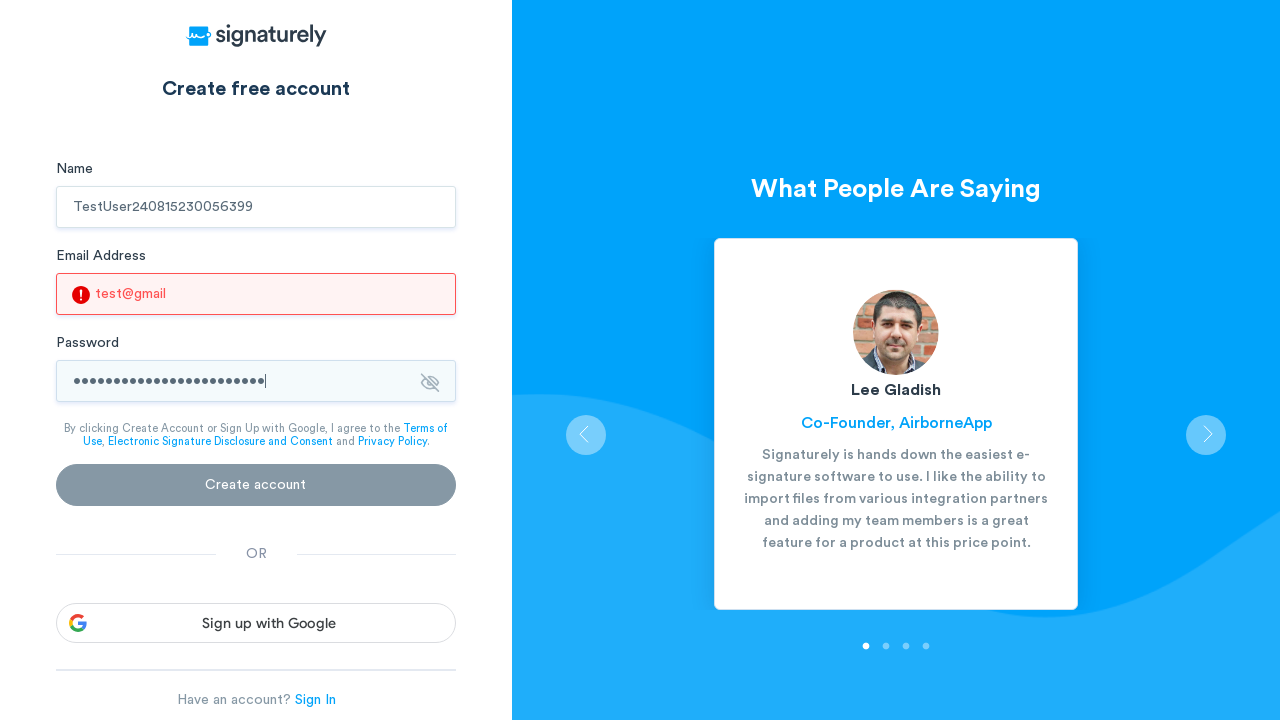 signaturely
Create free account
Name
TestUser240815230056399
Email Address
test@gmail
Password
••••••••••••••••••••••••
By clicking Create Account or Sign Up with Google, I agree to the Terms of
Use, Electronic Signature Disclosure and Consent and Privacy Policy.
Create account
OR
Sign up with Google
Have an account? Sign In
What People Are Saying
Lee Gladish
Co-Founder, AirborneApp
Signaturely is hands down the easiest e-
signature software to use. I like the ability to
import files from various integration partners
and adding my team members is a great
feature for a product at this price point.